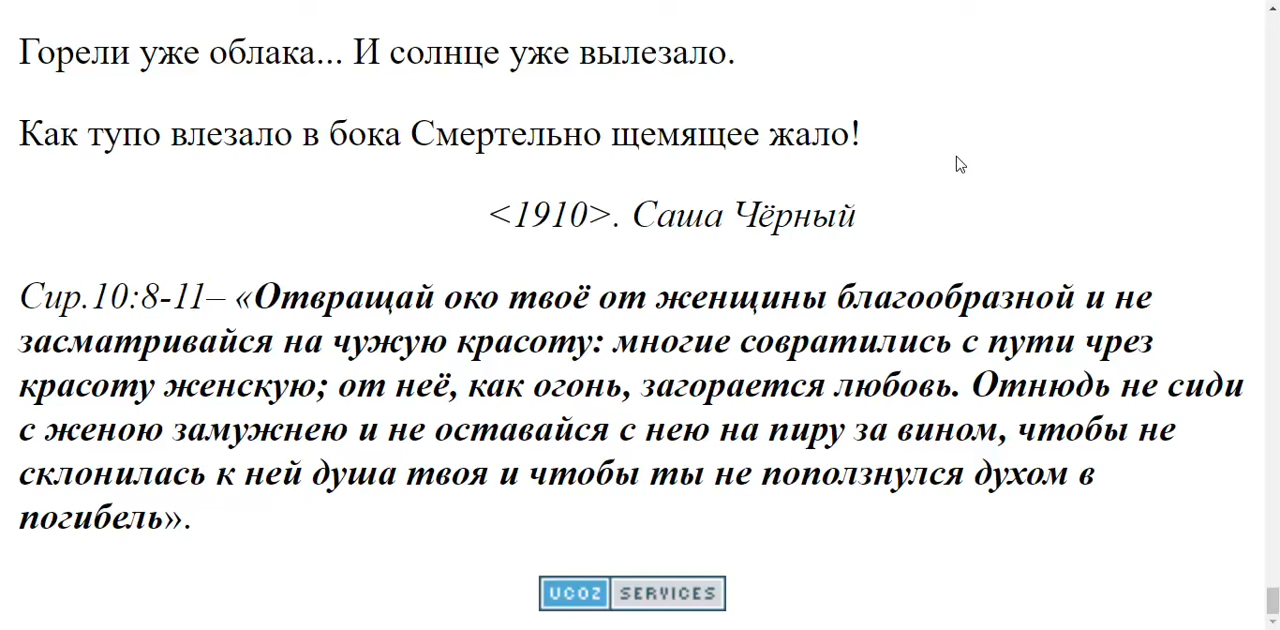 Горели уже облака... И солнце уже вылезало.
Как тупо влезало в бока Смертельно щемящее жало!
<1910>. Саша Чёрный
Сир.10:8-11– «Отвращай око твоё от женщины благообразной и не
засматривайся на чужую красоту: многие совратились с пути чрез
красоту женскую; от неё, как огонь, загорается любовь. Отнюдь не сиди
с женою замужнею и не оставайся с нею на пиру за вином, чтобы не
склонилась к ней душа твоя и чтобы ты не поползнулся духом в
погибель».
UCOZ SERVICES